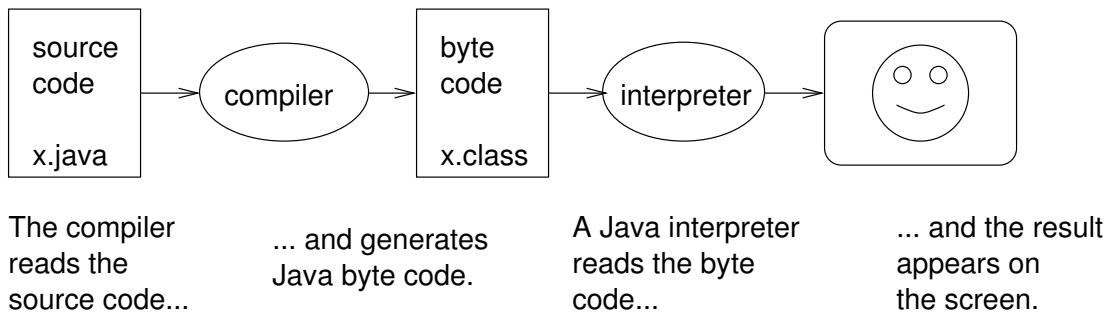 source
code
x.java
compiler
byte
code
x.class
interpreter
The compiler
reads the
source code...
... and generates
Java byte code.
A Java interpreter
reads the byte
code...
... and the result
appears on
the screen.